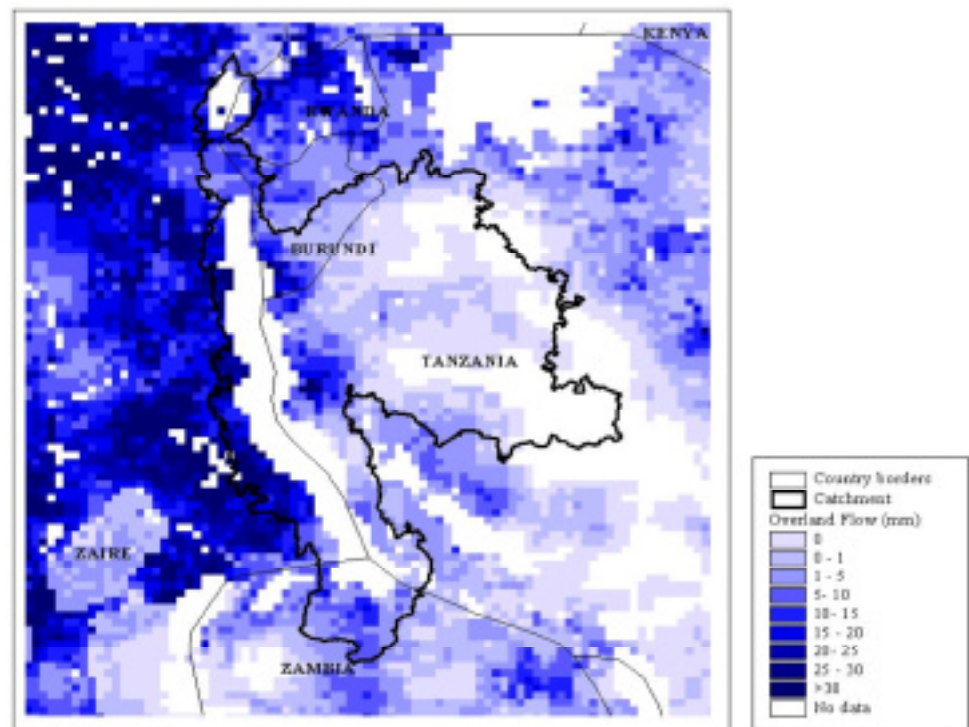 KENYA
RWANDA
BURUNDI
TANZANIA
ZAIRE
ZAMBIA
Country borders
Catchment
Overland Flow (mm)
0
0 - 1
1 - 5
5- 10
10- 15
15 - 20
20- 25
25 - 30
>30
No data